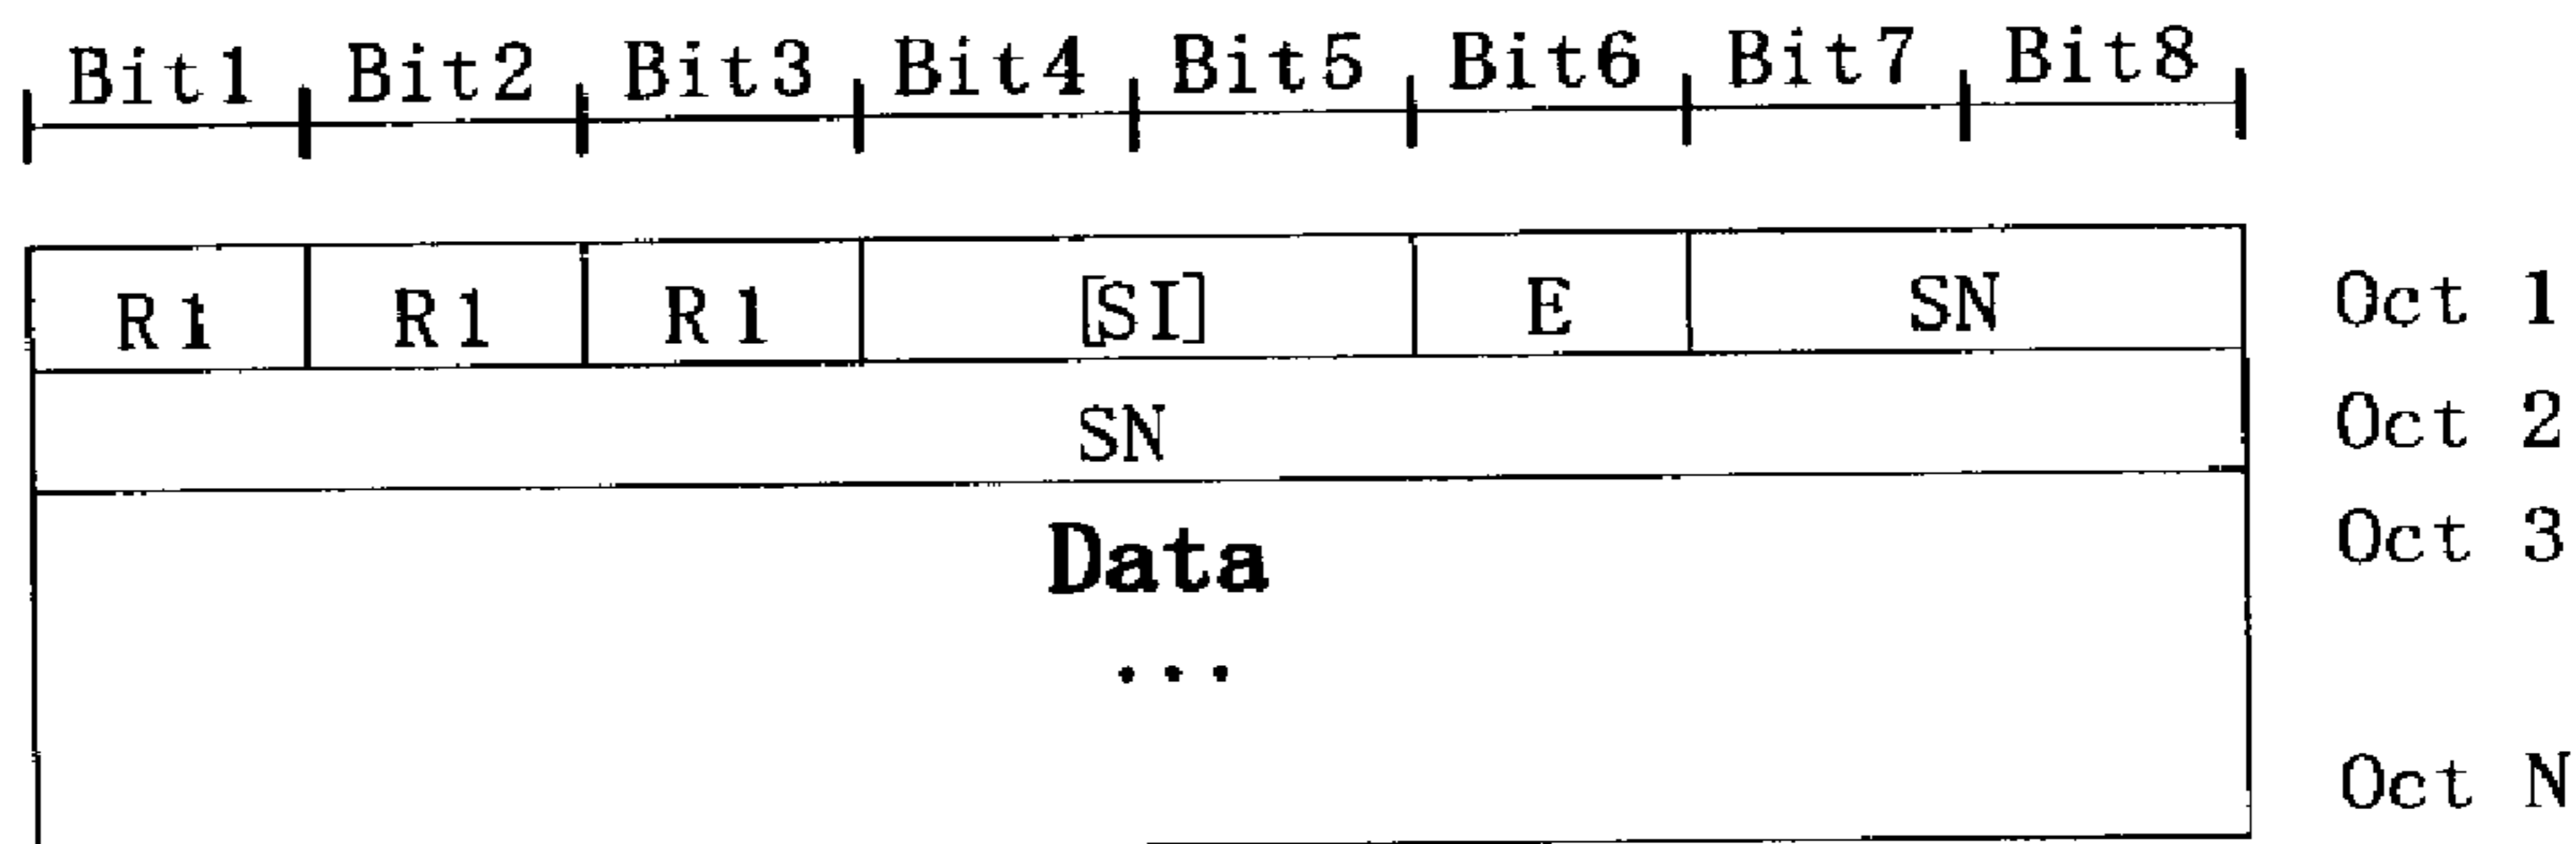 Bit1 Bit2 Bit3 Bit4 Bit5 Bit6 Bit7 Bit8
R1 R1 R1 [SI] E SN Oct 1
SN Oct 2
Data Oct 3
...
Oct N